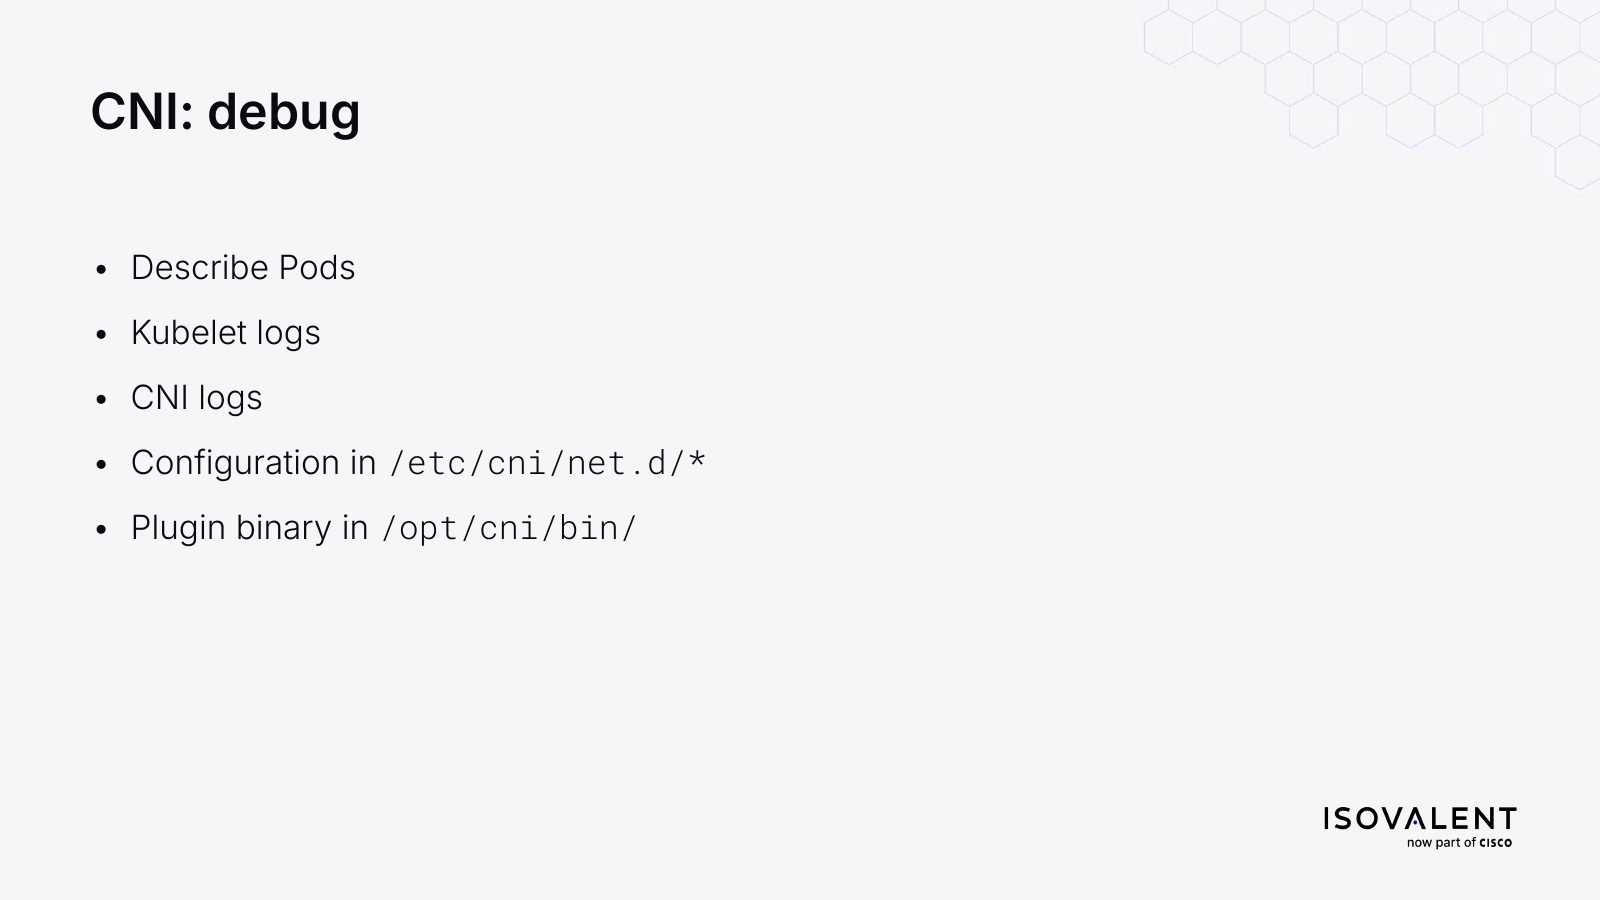 CNI: debug
• Describe Pods
• Kubelet logs
• CNI logs
• Configuration in /etc/cni/net.d/*
• Plugin binary in /opt/cni/bin/
ISOVALENT
now part of CISCO